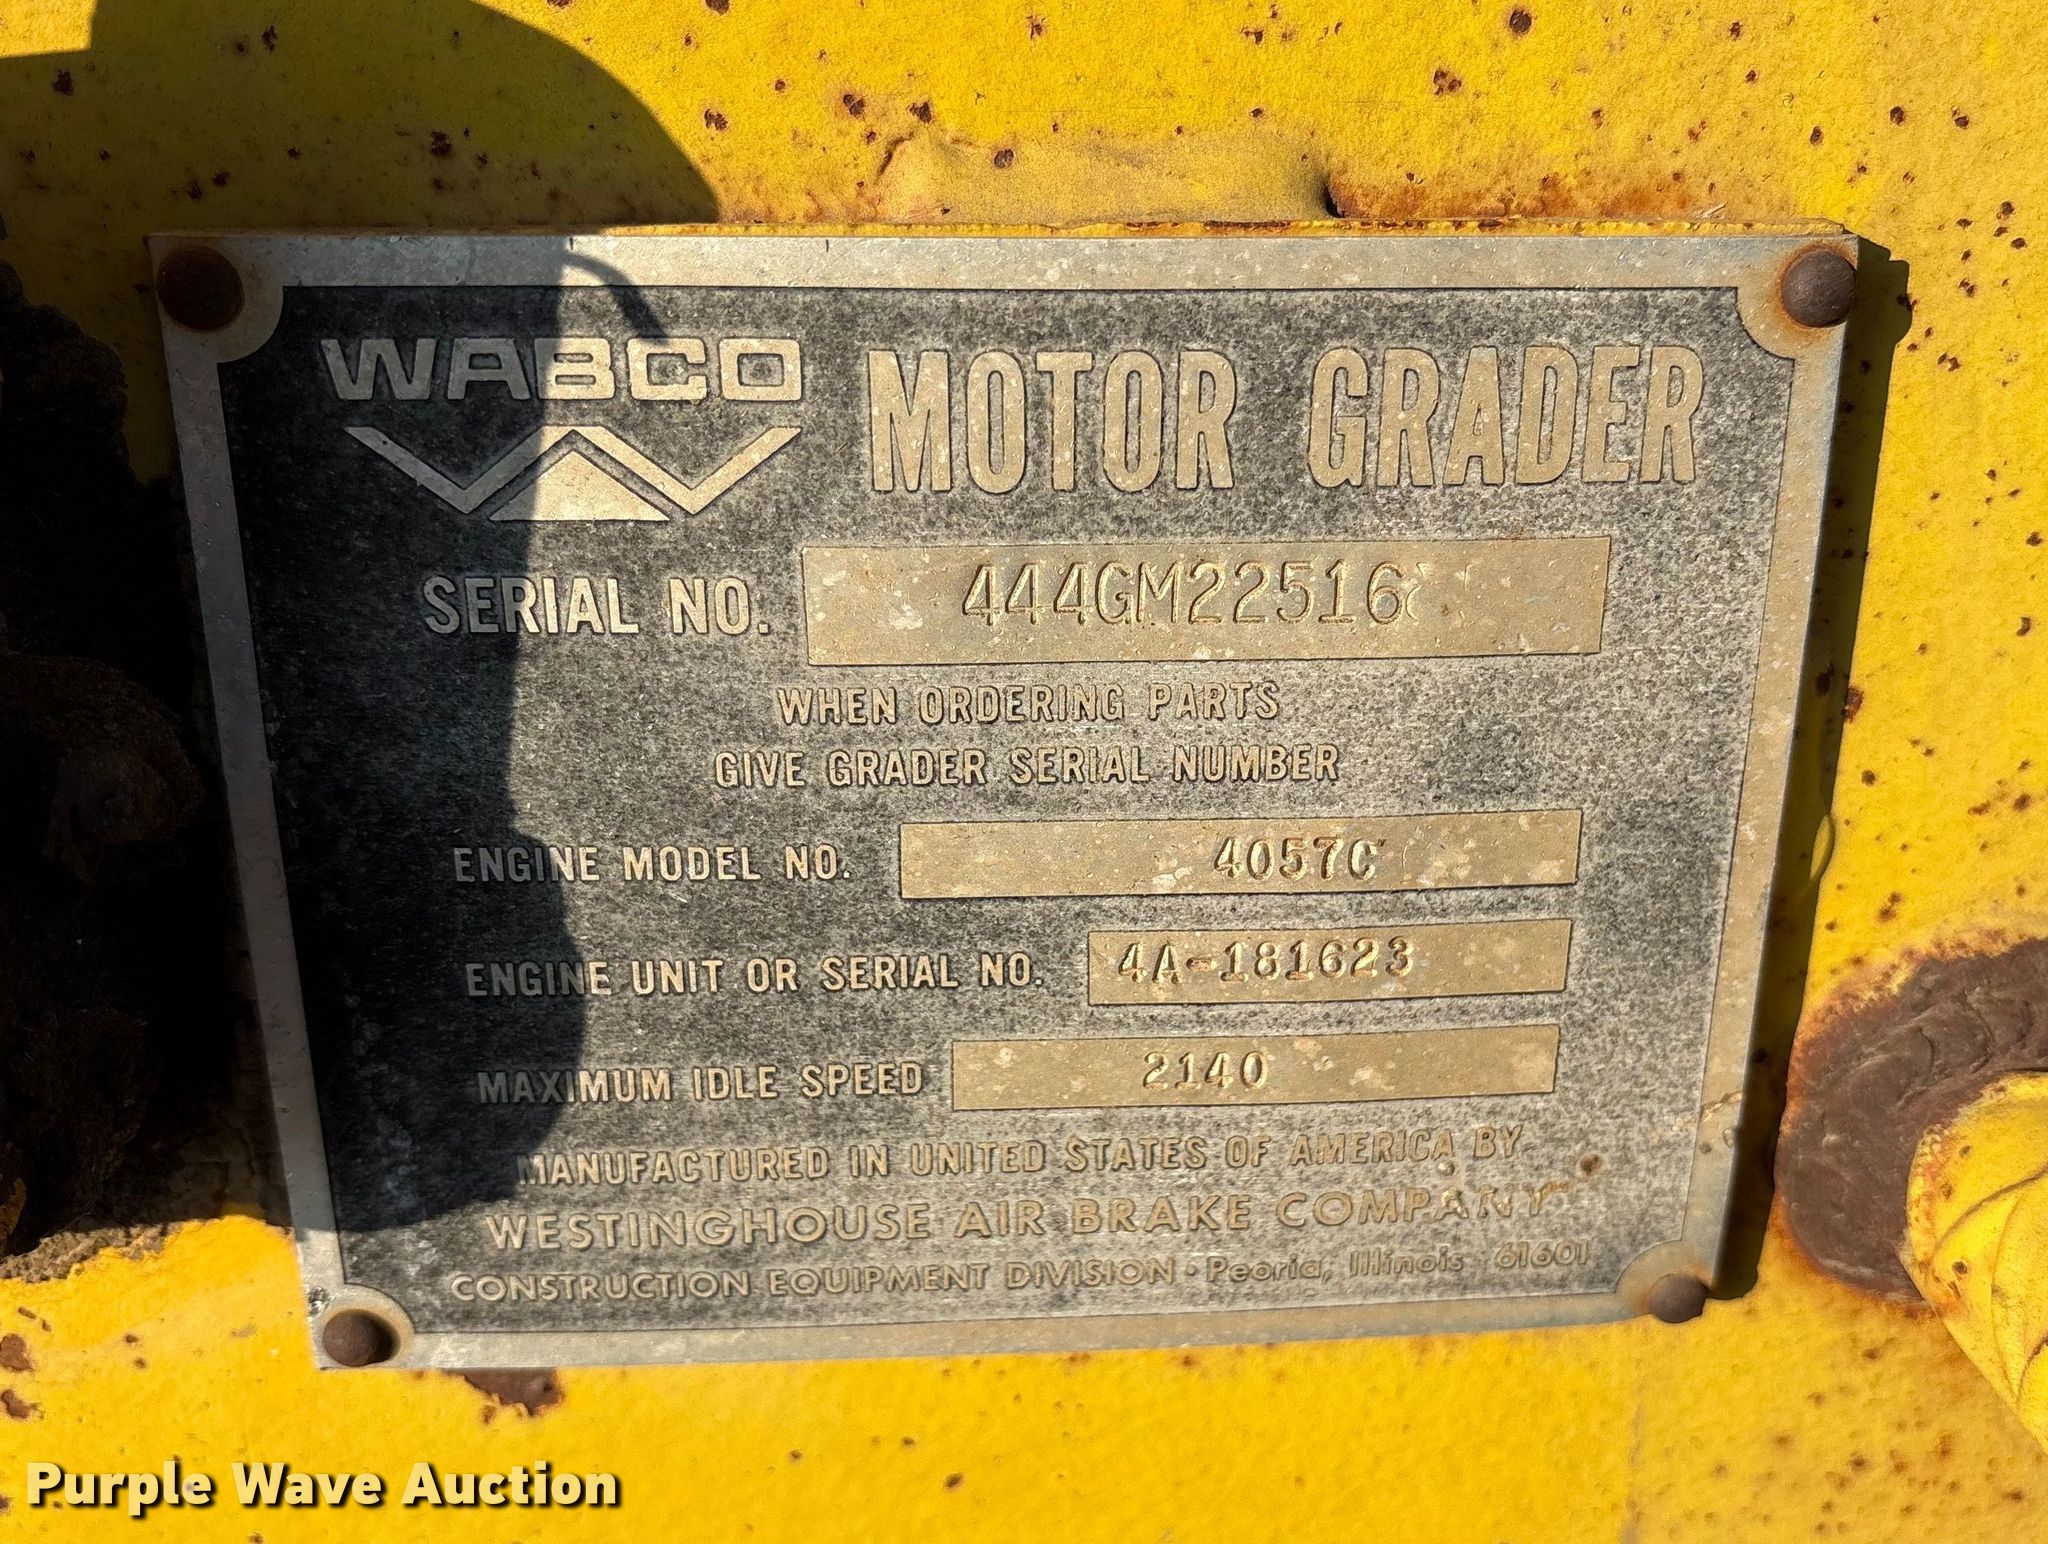 WABCO MOTOR GRADER
SERIAL NO. 444GM22516
WHEN ORDERING PARTS
GIVE GRADER SERIAL NUMBER
ENGINE MODEL NO. 4057C
ENGINE UNIT OR SERIAL NO. 4A-181623
MAXIMUM IDLE SPEED 2140
MANUFACTURED IN UNITED STATES OF AMERICA BY
WESTINGHOUSE AIR BRAKE COMPANY
CONSTRUCTION EQUIPMENT DIVISION • Peoria, Illinois 61601
Purple Wave Auction